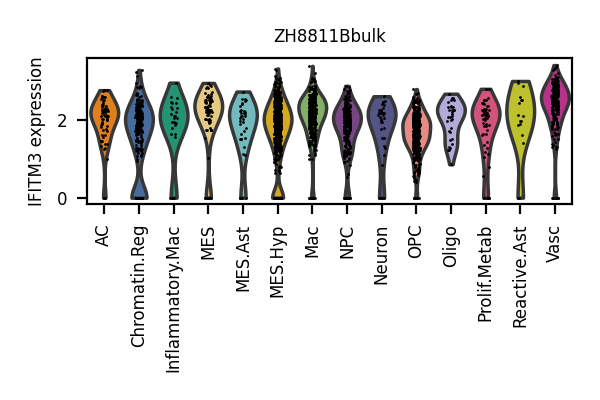 ZH8811Bbulk
IFITM3 expression
2
0
AC
Chromatin.Reg
Inflammatory.Mac
MES
MES.Ast
MES.Hyp
Mac
NPC
Neuron
OPC
Oligo
Prolif.Metab
Reactive.Ast
Vasc